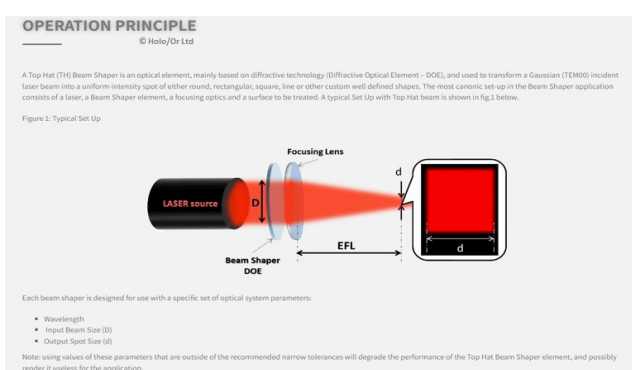 OPERATION PRINCIPLE
© Holo/Or Ltd
A Top Hat (TH) Beam Shaper is an optical element, mainly based on diffractive technology (Diffractive Optical Element – DOE), and used to transform a Gaussian (TEM00) incident
laser beam into a uniform-intensity spot of either round, rectangular, square, line or other custom well defined shapes. The most canonic set-up in the Beam Shaper application
consists of a laser, a Beam Shaper element, a focusing optics and a surface to be treated. A typical Set Up with Top Hat beam is shown in fig.1 below.
Figure 1: Typical Set Up
Focusing Lens
d
LASER source
D
d
EFL
Beam Shaper
DOE
Each beam shaper is designed for use with a specific set of optical system parameters:
Wavelength
Input Beam Size (D)
Output Spot Size (d)
Note: using values of these parameters that are outside of the recommended narrow tolerances will degrade the performance of the Top Hat Beam Shaper element, and possibly
render it useless for the application.